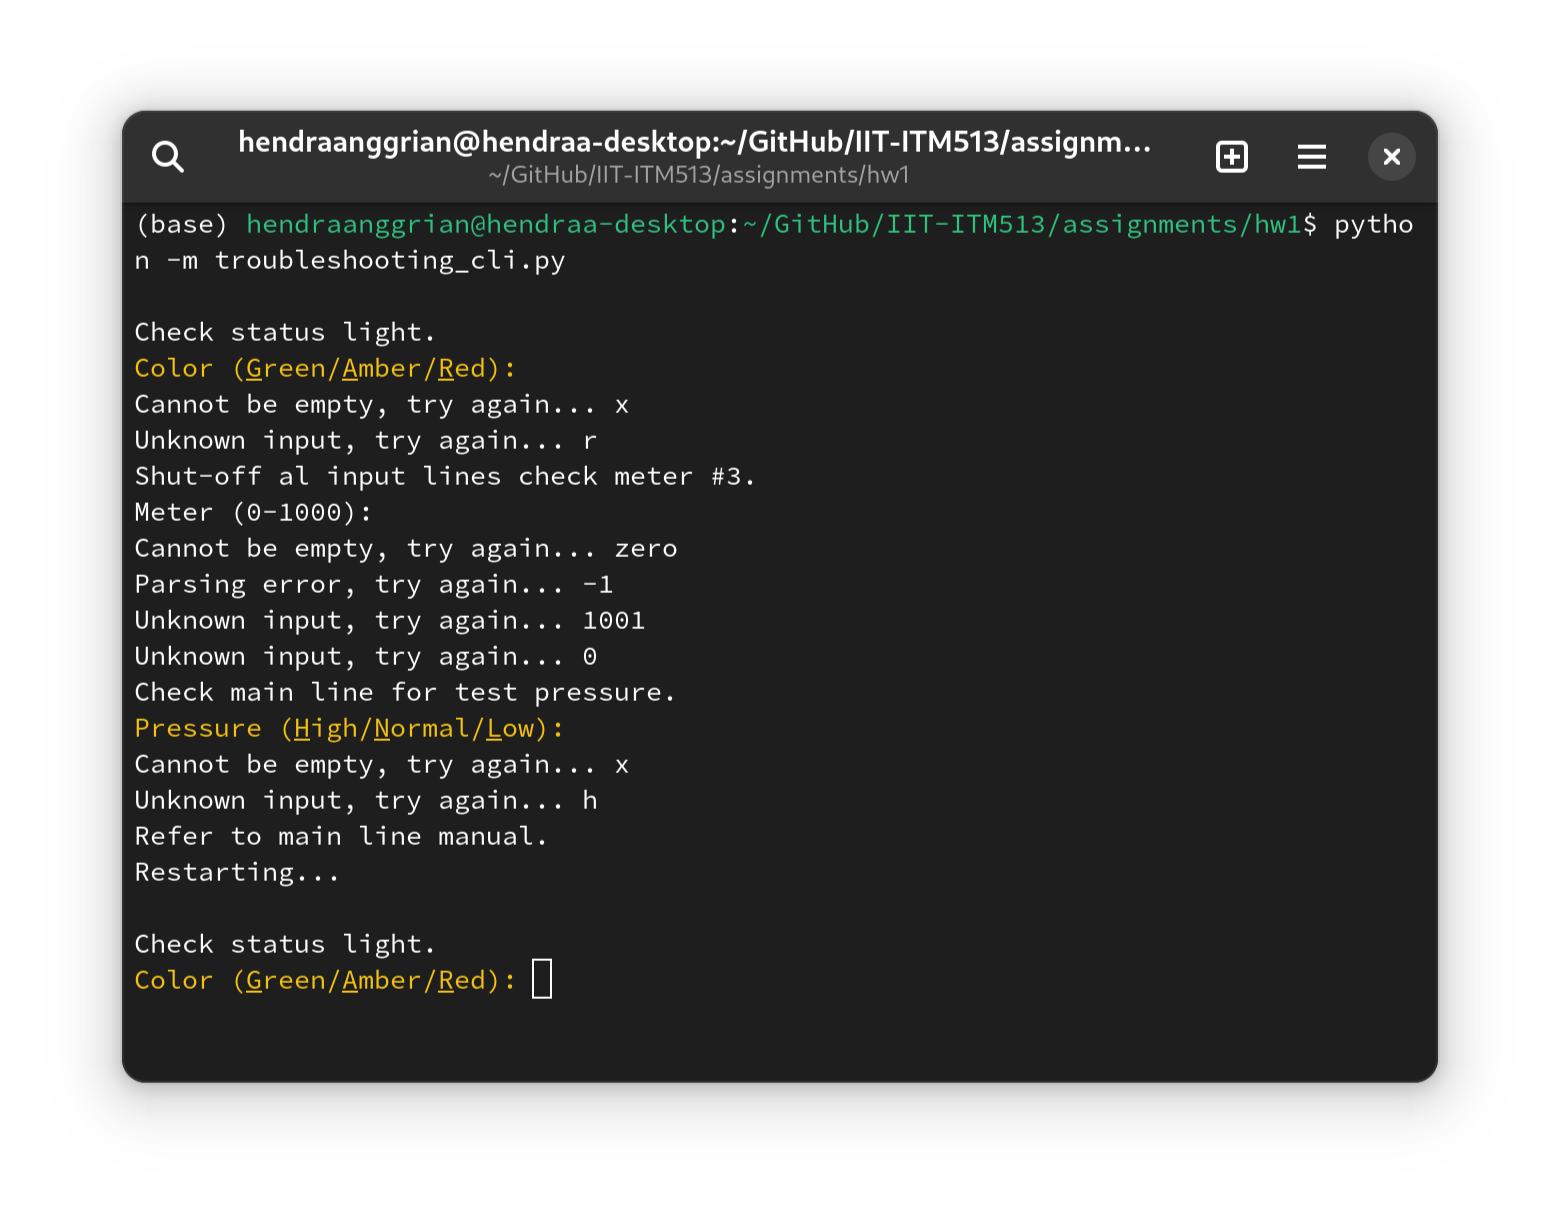 hendraanggrian@hendraa-desktop:~/GitHub/IIT-ITM513/assignm...
~/GitHub/IIT-ITM513/assignments/hw1
(base) hendraanggrian@hendraa-desktop:~/GitHub/IIT-ITM513/assignments/hw1$ pytho
n -m troubleshooting_cli.py
Check status light.
Color (Green/Amber/Red):
Cannot be empty, try again... x
Unknown input, try again... r
Shut-off al input lines check meter #3.
Meter (0-1000):
Cannot be empty, try again... zero
Parsing error, try again... -1
Unknown input, try again... 1001
Unknown input, try again... 0
Check main line for test pressure.
Pressure (High/Normal/Low):
Cannot be empty, try again... x
Unknown input, try again... h
Refer to main line manual.
Restarting...
Check status light.
Color (Green/Amber/Red):